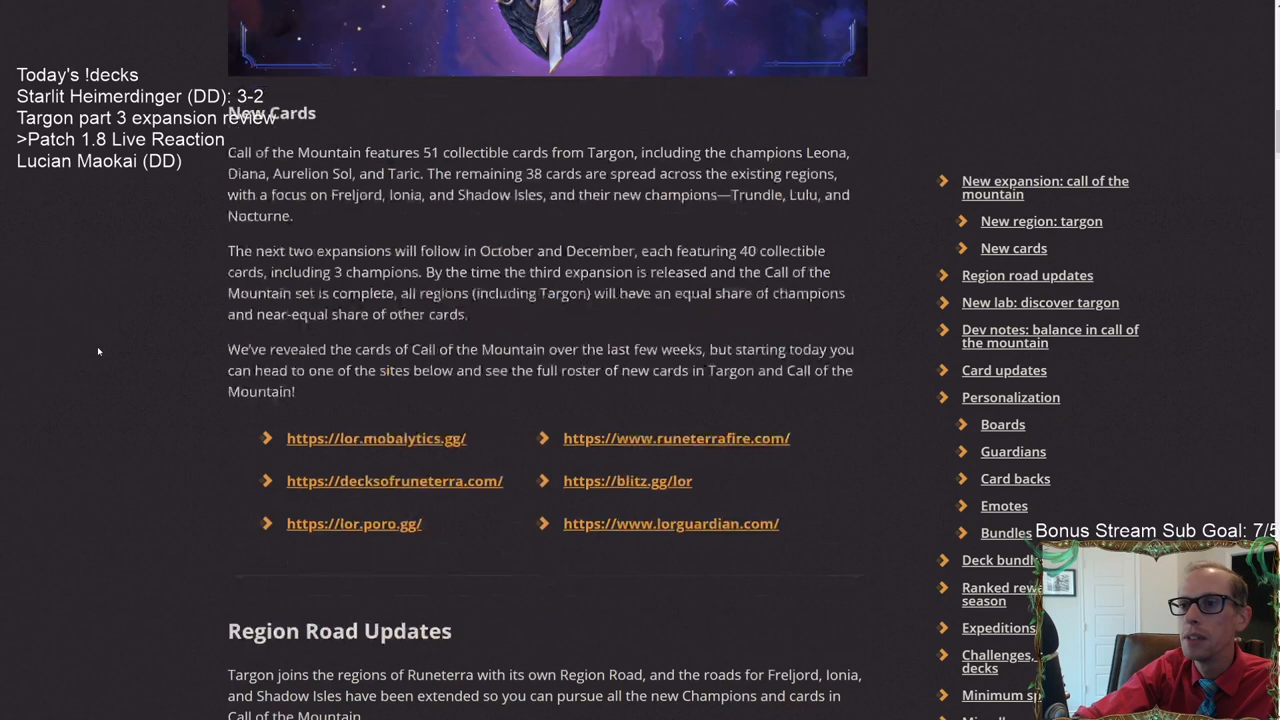 Today's !decks
Starlit Heimerdinger (DD): 3-2
Targon part 3 expansion review
>Patch 1.8 Live Reaction
Lucian Maokai (DD)
New Cards
Call of the Mountain features 51 collectible cards from Targon, including the champions Leona,
Diana, Aurelion Sol, and Taric. The remaining 38 cards are spread across the existing regions,
with a focus on Freljord, Ionia, and Shadow Isles, and their new champions—Trundle, Lulu, and
Nocturne.
The next two expansions will follow in October and December, each featuring 40 collectible
cards, including 3 champions. By the time the third expansion is released and the Call of the
Mountain set is complete, all regions (including Targon) will have an equal share of champions
and near-equal share of other cards.
We've revealed the cards of Call of the Mountain over the last few weeks, but starting today you
can head to one of the sites below and see the full roster of new cards in Targon and Call of the
Mountain!
https://lor.mobalytics.gg/
https://www.runeterrafire.com/
https://decksofruneterra.com/
https://blitz.gg/lor
https://lor.poro.gg/
https://www.lorguardian.com/
Region Road Updates
Targon joins the regions of Runeterra with its own Region Road, and the roads for Freljord, Ionia,
and Shadow Isles have been extended so you can pursue all the new Champions and cards in
Call of the Mountain.
New expansion: call of the
mountain
New region: targon
New cards
Region road updates
New lab: discover targon
Dev notes: balance in call of
the mountain
Card updates
Personalization
Boards
Guardians
Card backs
Emotes
Bundles
Bonus Stream Sub Goal: 7/5
Deck bundl
Ranked rew
season
Expeditions
Challenges,
decks
Minimum sp